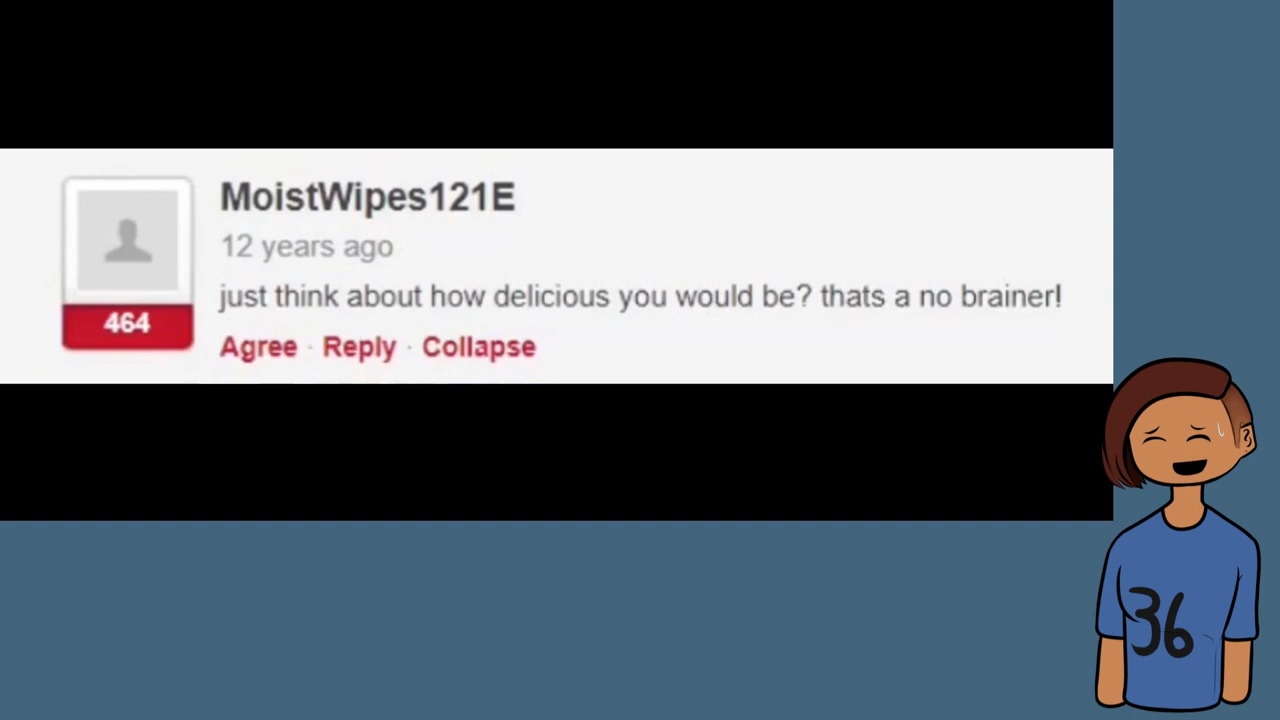 MoistWipes121E
12 years ago
just think about how delicious you would be? thats a no brainer!
464
Agree · Reply · Collapse
36